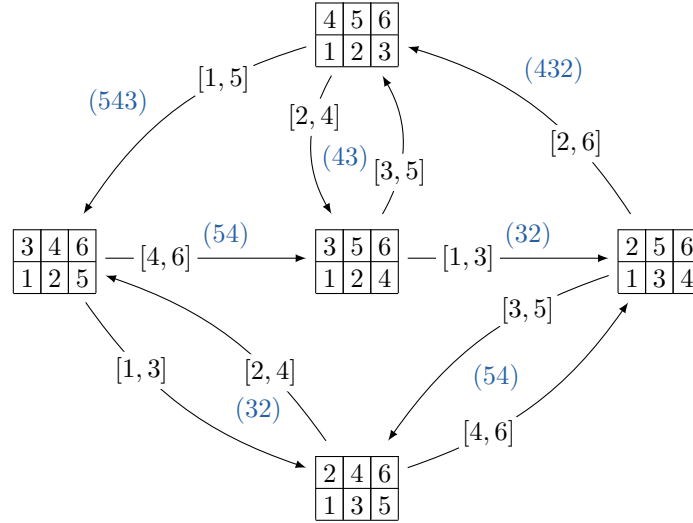 4 5 6
1 2 3
(432)
[1, 5]
(543)
[2, 4]
[2, 6]
(43)
[3, 5]
3 4 6
1 2 5
[4, 6]
(54)
3 5 6
1 2 4
[1, 3]
(32)
2 5 6
1 3 4
[3, 5]
[1, 3]
[2, 4]
(54)
(32)
[4, 6]
2 4 6
1 3 5